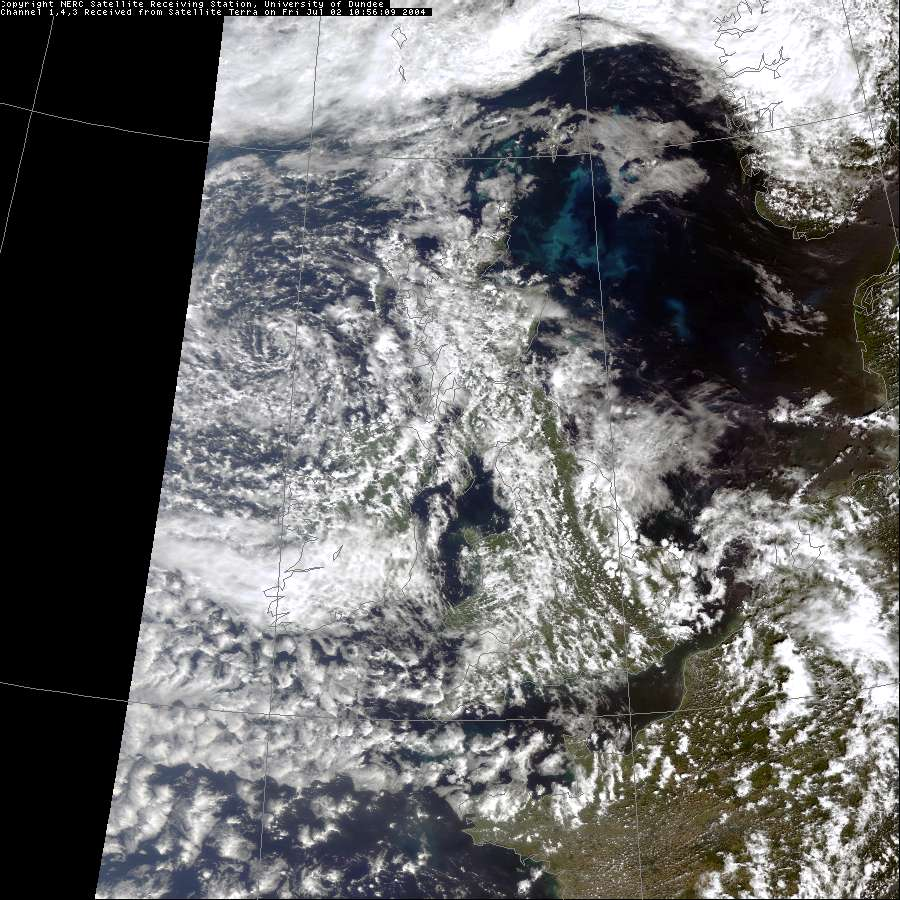 Copyright NERC Satellite Receiving Station, University of Dundee
Channel 1,4,3 Received from Satellite Terra on Fri Jul 02 10:56:09 2004